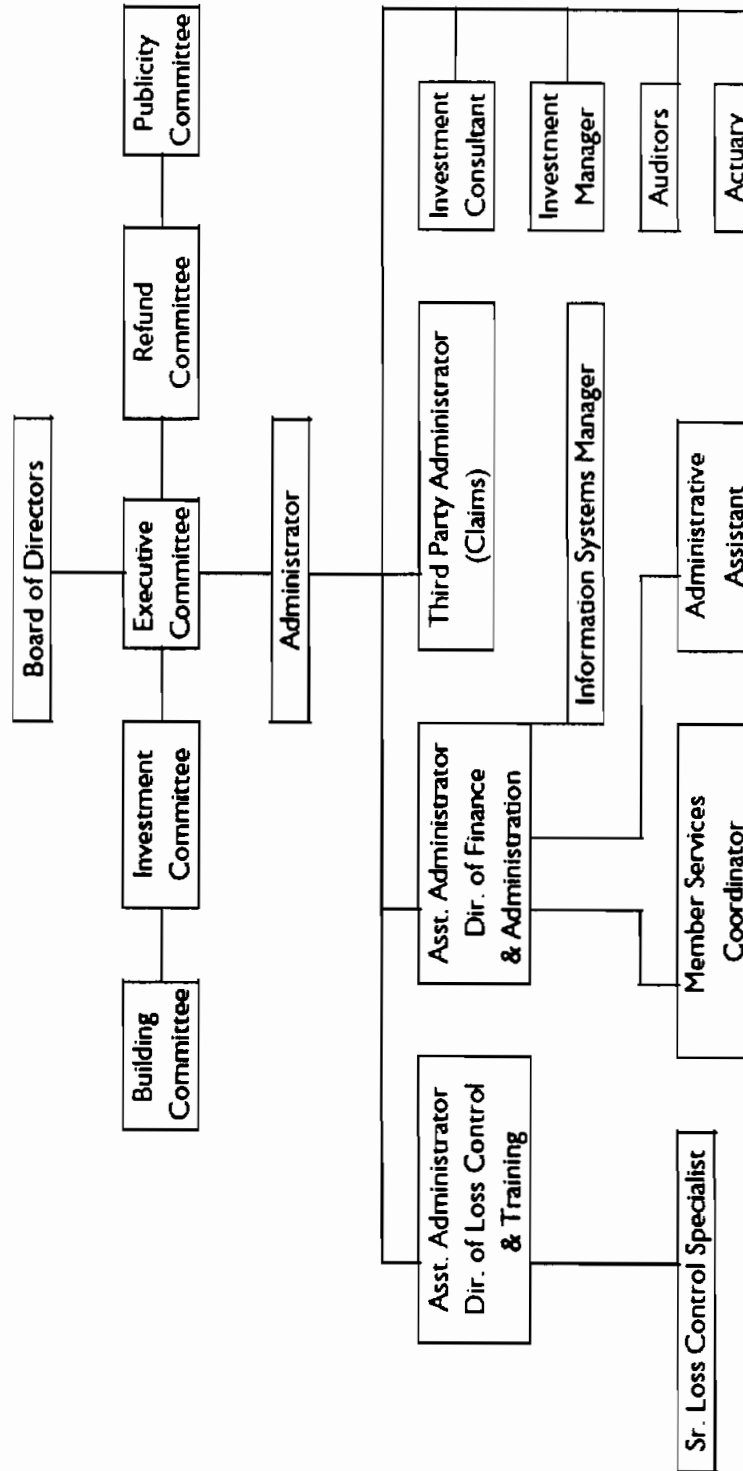 Board of Directors
Building
Committee
Investment
Committee
Executive
Committee
Refund
Committee
Publicity
Committee
Administrator
Asst. Administrator
Dir. of Loss Control
& Training
Asst. Administrator
Dir. of Finance
& Administration
Third Party Administrator
(Claims)
Investment
Consultant
Investment
Manager
Information Systems Manager
Auditors
Sr. Loss Control Specialist
Member Services
Coordinator
Administrative
Assistant
Actuary